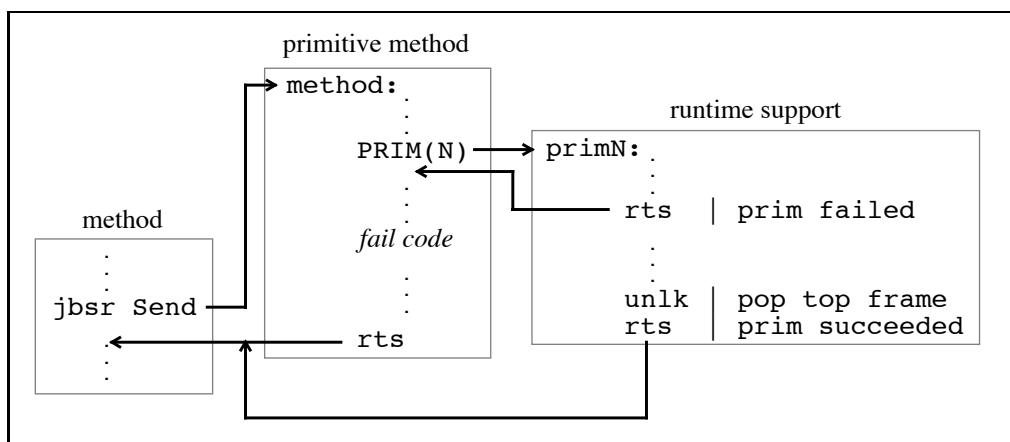 primitive method
method:
runtime support
PRIM(N)
primN:
rts | prim failed
method
fail code
jbsr Send
unlk | pop top frame
rts
rts | prim succeeded